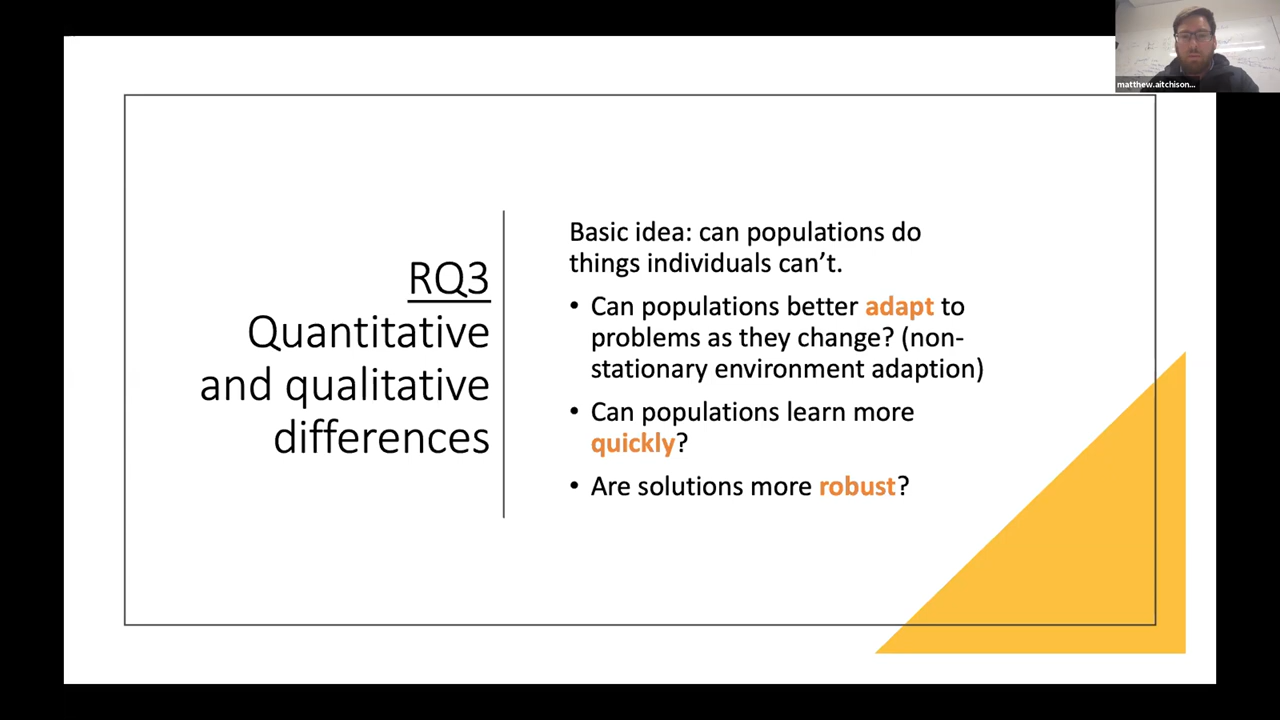 matthew.aitchison...
RQ3
Quantitative
and qualitative
differences
Basic idea: can populations do
things individuals can’t.
• Can populations better adapt to
problems as they change? (non-
stationary environment adaption)
• Can populations learn more
quickly?
• Are solutions more robust?